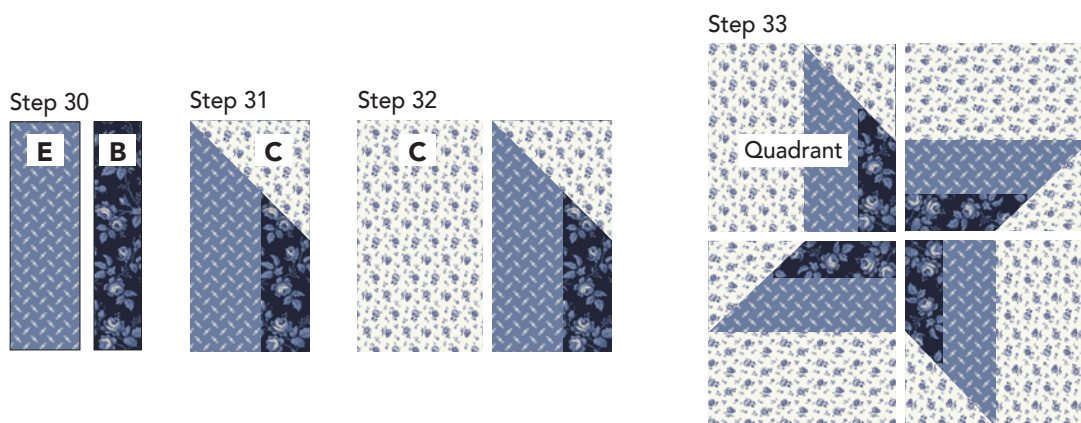 Step 30
E
B
Step 31
C
Step 32
C
Step 33
Quadrant